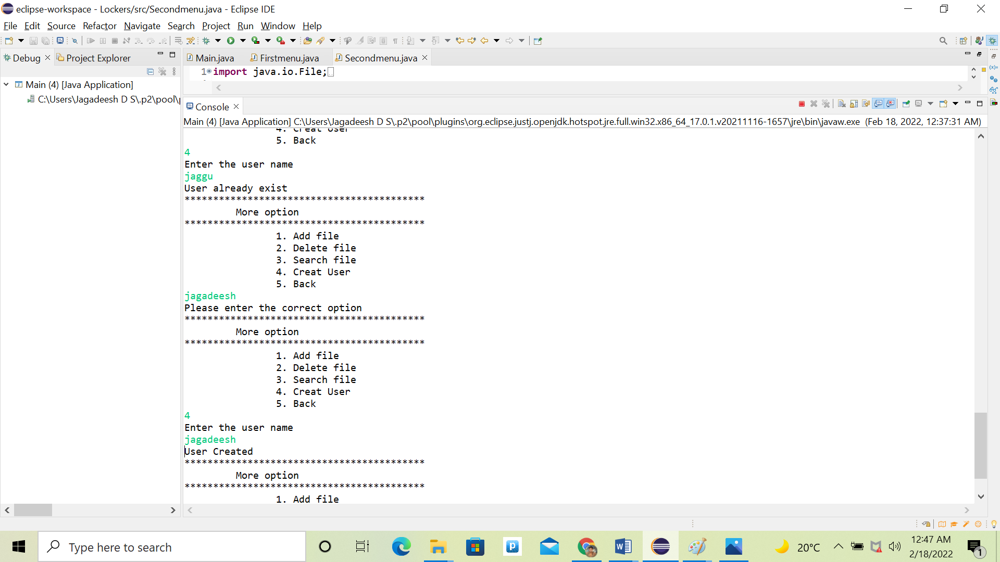 eclipse-workspace - Lockers/src/Secondmenu.java - Eclipse IDE
File Edit Source Refactor Navigate Search Project Run Window Help
Debug Project Explorer
Main.java Firstmenu.java Secondmenu.java
1 import java.io.File;
Main (4) [Java Application]
C:\Users\Jagadeesh D S\.p2\pool\
Console
Main (4) [Java Application] C:\Users\Jagadeesh D S\.p2\pool\plugins\org.eclipse.justj.openjdk.hotspot.jre.full.win32.x86_64_17.0.1.v20211116-1657\jre\bin\javaw.exe (Feb 18, 2022, 12:37:31 AM)
4. Creat User
5. Back
4
Enter the user name
jaggu
User already exist
******************************************
More option
******************************************
1. Add file
2. Delete file
3. Search file
4. Creat User
5. Back
jagadeesh
Please enter the correct option
******************************************
More option
******************************************
1. Add file
2. Delete file
3. Search file
4. Creat User
5. Back
4
Enter the user name
jagadeesh
User Created
******************************************
More option
******************************************
1. Add file
Type here to search
20°C
12:47 AM
2/18/2022
1